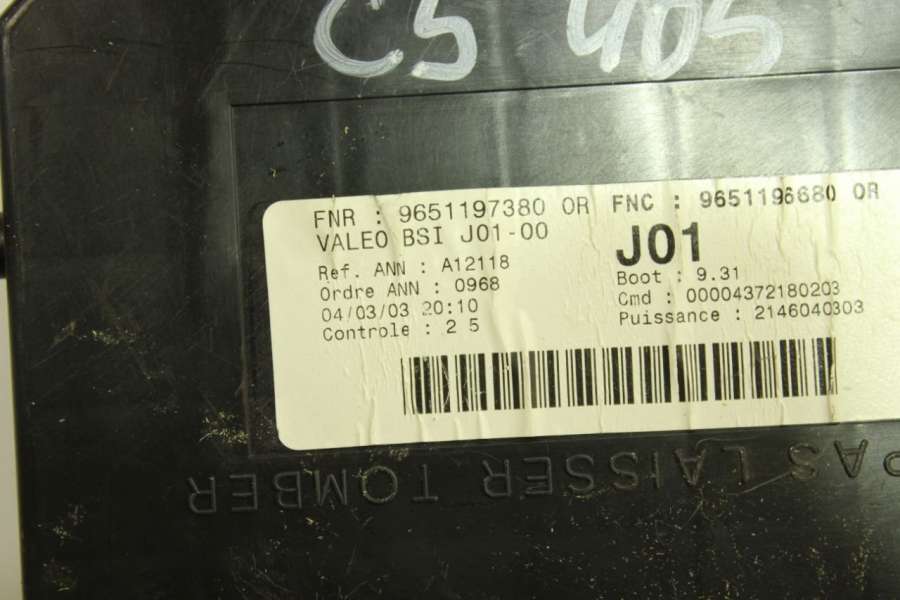 C5 405
FNR : 9651197380 OR FNC : 9651196680 OR
VALEO BSI J01-00 J01
Ref. ANN : A12118 Boot : 9.31
Ordre ANN : 0968 Cmd : 00004372180203
04/03/03 20:10 Puissance : 2146040303
Controle : 2 5
PAS LAISSER TOMBER